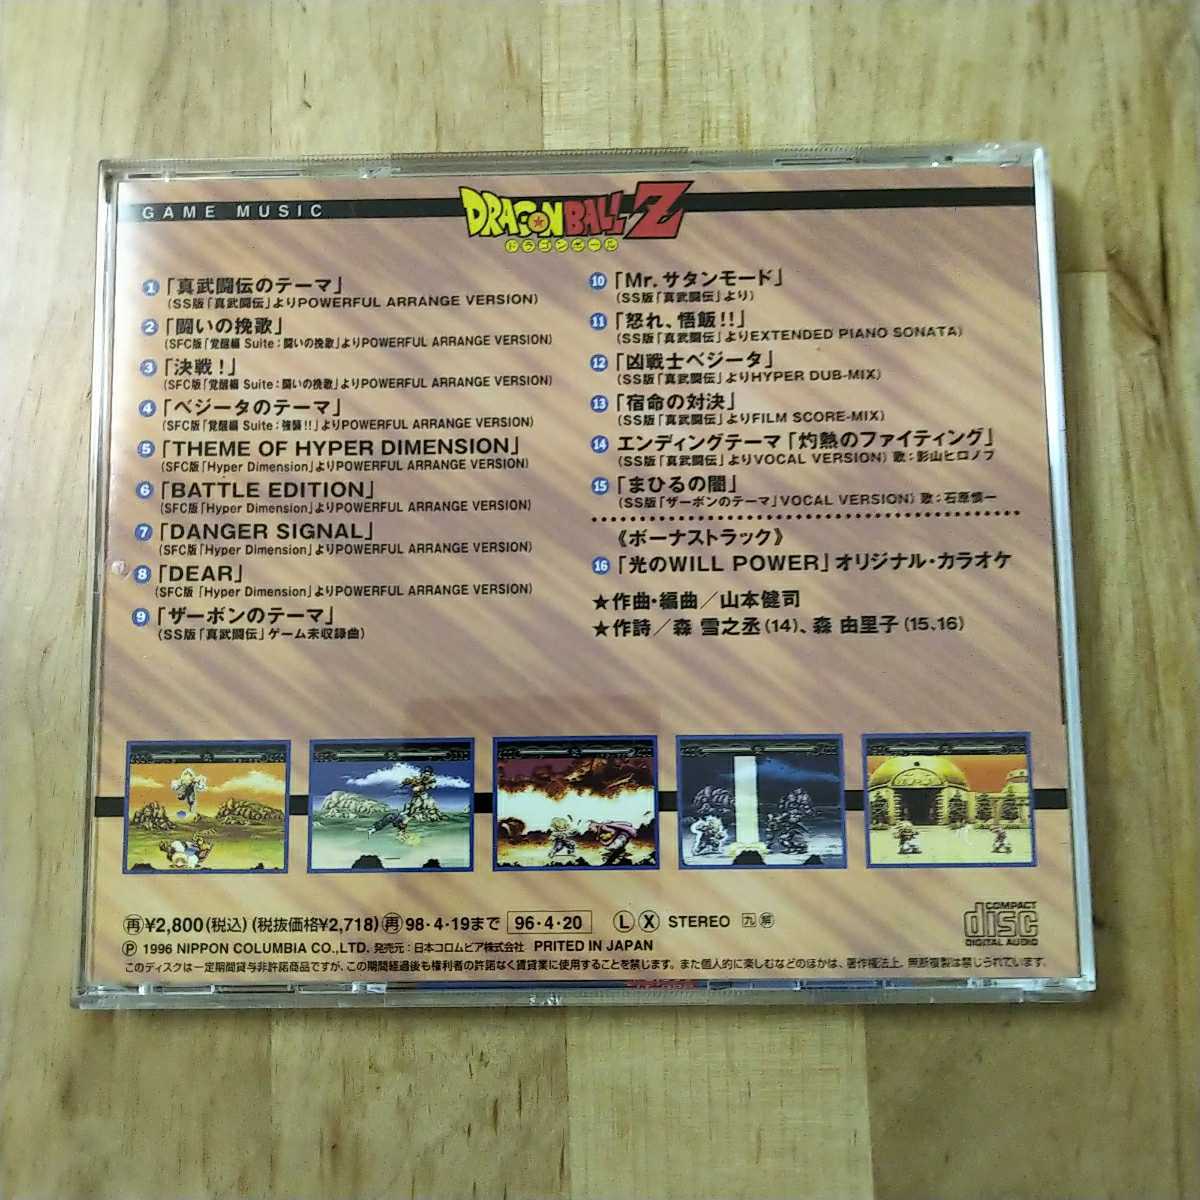 GAME MUSIC
DRAGON BALL Z
ドラゴンボール
1 「真武闘伝のテーマ」
(SS版「真武闘伝」よりPOWERFUL ARRANGE VERSION)
2 「闘いの挽歌」
(SFC版「覚醒編 Suite:闘いの挽歌」よりPOWERFUL ARRANGE VERSION)
3 「決戦!」
(SFC版「覚醒編 Suite:闘いの挽歌」よりPOWERFUL ARRANGE VERSION)
4 「ベジータのテーマ」
(SFC版「覚醒編 Suite:強襲!!」よりPOWERFUL ARRANGE VERSION)
5 「THEME OF HYPER DIMENSION」
(SFC版「Hyper Dimension」よりPOWERFUL ARRANGE VERSION)
6 「BATTLE EDITION」
(SFC版「Hyper Dimension」よりPOWERFUL ARRANGE VERSION)
7 「DANGER SIGNAL」
(SFC版「Hyper Dimension」よりPOWERFUL ARRANGE VERSION)
8 「DEAR」
(SFC版「Hyper Dimension」よりPOWERFUL ARRANGE VERSION)
9 「ザーボンのテーマ」
(SS版「真武闘伝」ゲーム未収録曲)
10 「Mr.サタンモード」
(SS版「真武闘伝」より)
11 「怒れ、悟飯!!」
(SS版「真武闘伝」よりEXTENDED PIANO SONATA)
12 「凶戦士ベジータ」
(SS版「真武闘伝」よりHYPER DUB-MIX)
13 「宿命の対決」
(SS版「真武闘伝」よりFILM SCORE-MIX)
14 エンディングテーマ「灼熱のファイティング」
(SS版「真武闘伝」よりVOCAL VERSION) 歌:影山ヒロノブ
15 「まひるの闇」
(SS版「ザーボンのテーマ」VOCAL VERSION) 歌:石原慎一
《ボーナストラック》
16 「光のWILL POWER」オリジナル・カラオケ
★作曲・編曲/山本健司
★作詩/森 雪之丞(14)、森 由里子(15、16)
㊢¥2,800(税込)(税抜価格¥2,718)㊢98・4・19まで 96・4・20 Ⓛ Ⓧ STEREO
Ⓟ 1996 NIPPON COLUMBIA CO.,LTD. 発売元:日本コロムビア株式会社 PRITED IN JAPAN
COMPACT disc DIGITAL AUDIO
このディスクは一定期間貸与非許諾商品ですが、この期間経過後も権利者の許諾なく賃貸業に使用することを禁じます。また個人的に楽しむなどのほかは、著作権法上、無断複製は禁じられています。